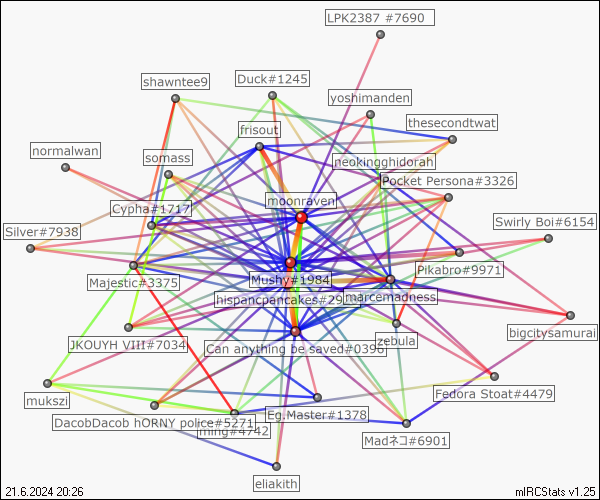 LPK2387 #7690
shawntee9
Duck#1245
yoshimanden
thesecondtwat
frisout
normalwan
somass
neokingghidorah
Pocket Persona#3326
moonraven
Cypha#1717
Swirly Boi#6154
Silver#7938
Pikabro#9971
Majestic#3375
Mushy#1984
hispancpancakes#29
marcemadness
bigcitysamurai
JKOUYH VIII#7034
Can anything be saved#0396
zebula
mukszi
Fedora Stoat#4479
Eg.Master#1378
DacobDacob hORNY police#5271
ming#4742
Madネコ#6901
eliakith
21.6.2024 20:26
mIRCStats v1.25